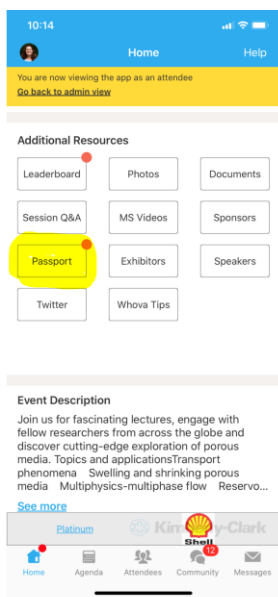 10:14
Home
Help
You are now viewing the app as an attendee
Go back to admin view
Additional Resources
Leaderboard
Photos
Documents
Session Q&A
MS Videos
Sponsors
Passport
Exhibitors
Speakers
Twitter
Whova Tips
Event Description
Join us for fascinating lectures, engage with
fellow researchers from across the globe and
discover cutting-edge exploration of porous
media. Topics and applicationsTransport
phenomena Swelling and shrinking porous
media Multiphysics-multiphase flow Reservo...
See more
Platinum
Kim y-Clark
Shell
12
Home
Agenda
Attendees
Community
Messages